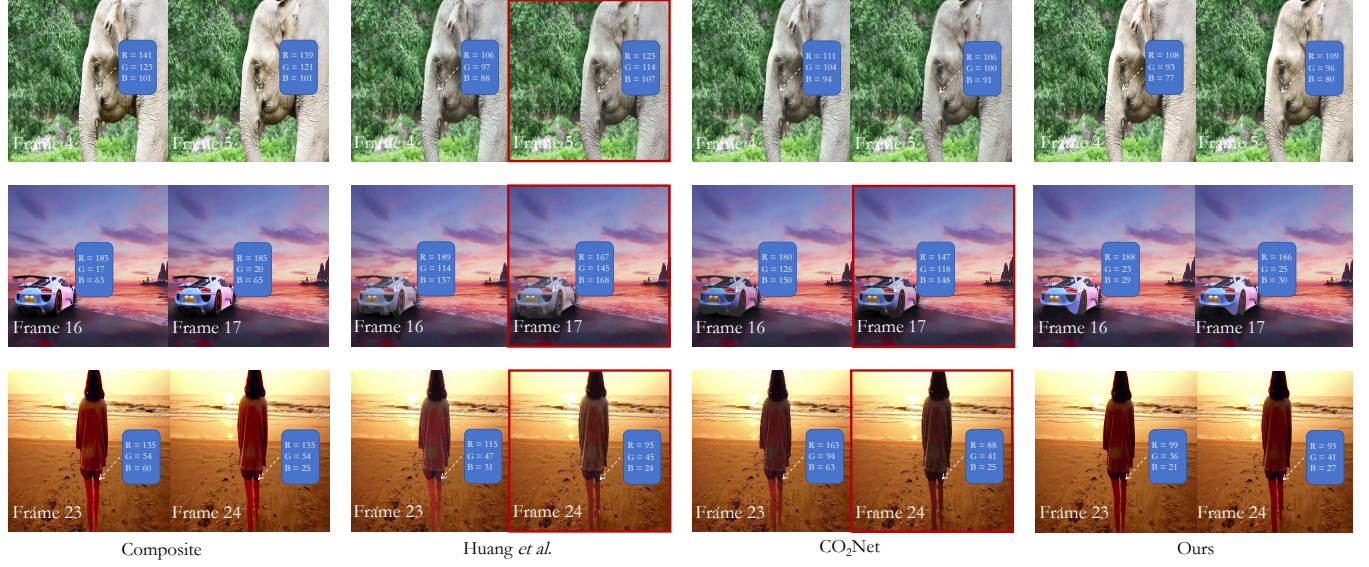 R = 141
G = 123
B = 101
R = 139
G = 121
B = 101
R = 106
G = 97
B = 88
R = 123
G = 114
B = 107
R = 111
G = 104
B = 94
R = 106
G = 100
B = 91
R = 108
G = 93
B = 77
R = 109
G = 96
B = 80
Frame 4
Frame 5
Frame 4
Frame 5
Frame 4
Frame 5
Frame 4
Frame 5
R = 183
G = 17
B = 63
R = 185
G = 20
B = 65
R = 189
G = 114
B = 137
R = 167
G = 145
B = 168
R = 180
G = 126
B = 150
R = 147
G = 118
B = 148
R = 188
G = 23
B = 29
R = 186
G = 25
B = 30
Frame 16
Frame 17
Frame 16
Frame 17
Frame 16
Frame 17
Frame 16
Frame 17
R = 135
G = 54
B = 60
R = 135
G = 54
B = 25
R = 115
G = 47
B = 31
R = 95
G = 45
B = 24
R = 163
G = 94
B = 63
R = 88
G = 41
B = 25
R = 99
G = 36
B = 21
R = 93
G = 41
B = 27
Frame 23
Frame 24
Frame 23
Frame 24
Frame 23
Frame 24
Frame 23
Frame 24
Composite
Huang et al.
CO₂Net
Ours